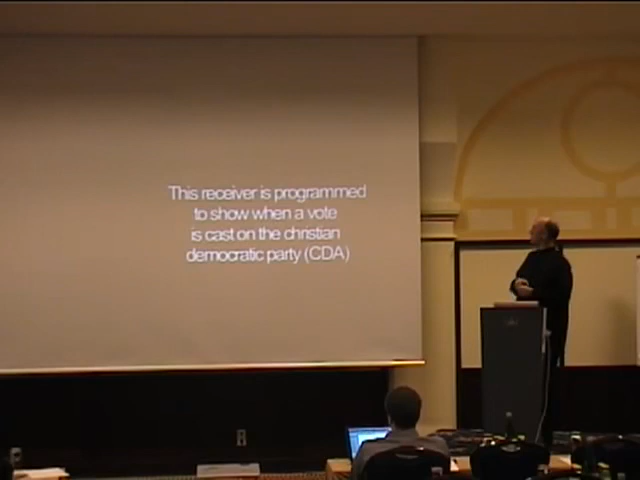 This receiver is programmed
to show when a vote
is cast on the christian
democratic party (CDA)